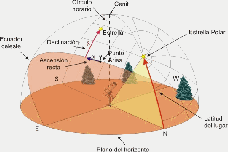 Círculo
horario
Cenit
Estrella
Estrella Polar
Ecuador
celeste
Declinación
Punto
Aries
Ascensión
recta
S
W
E
N
Latitud
del lugar
Plano del horizonte